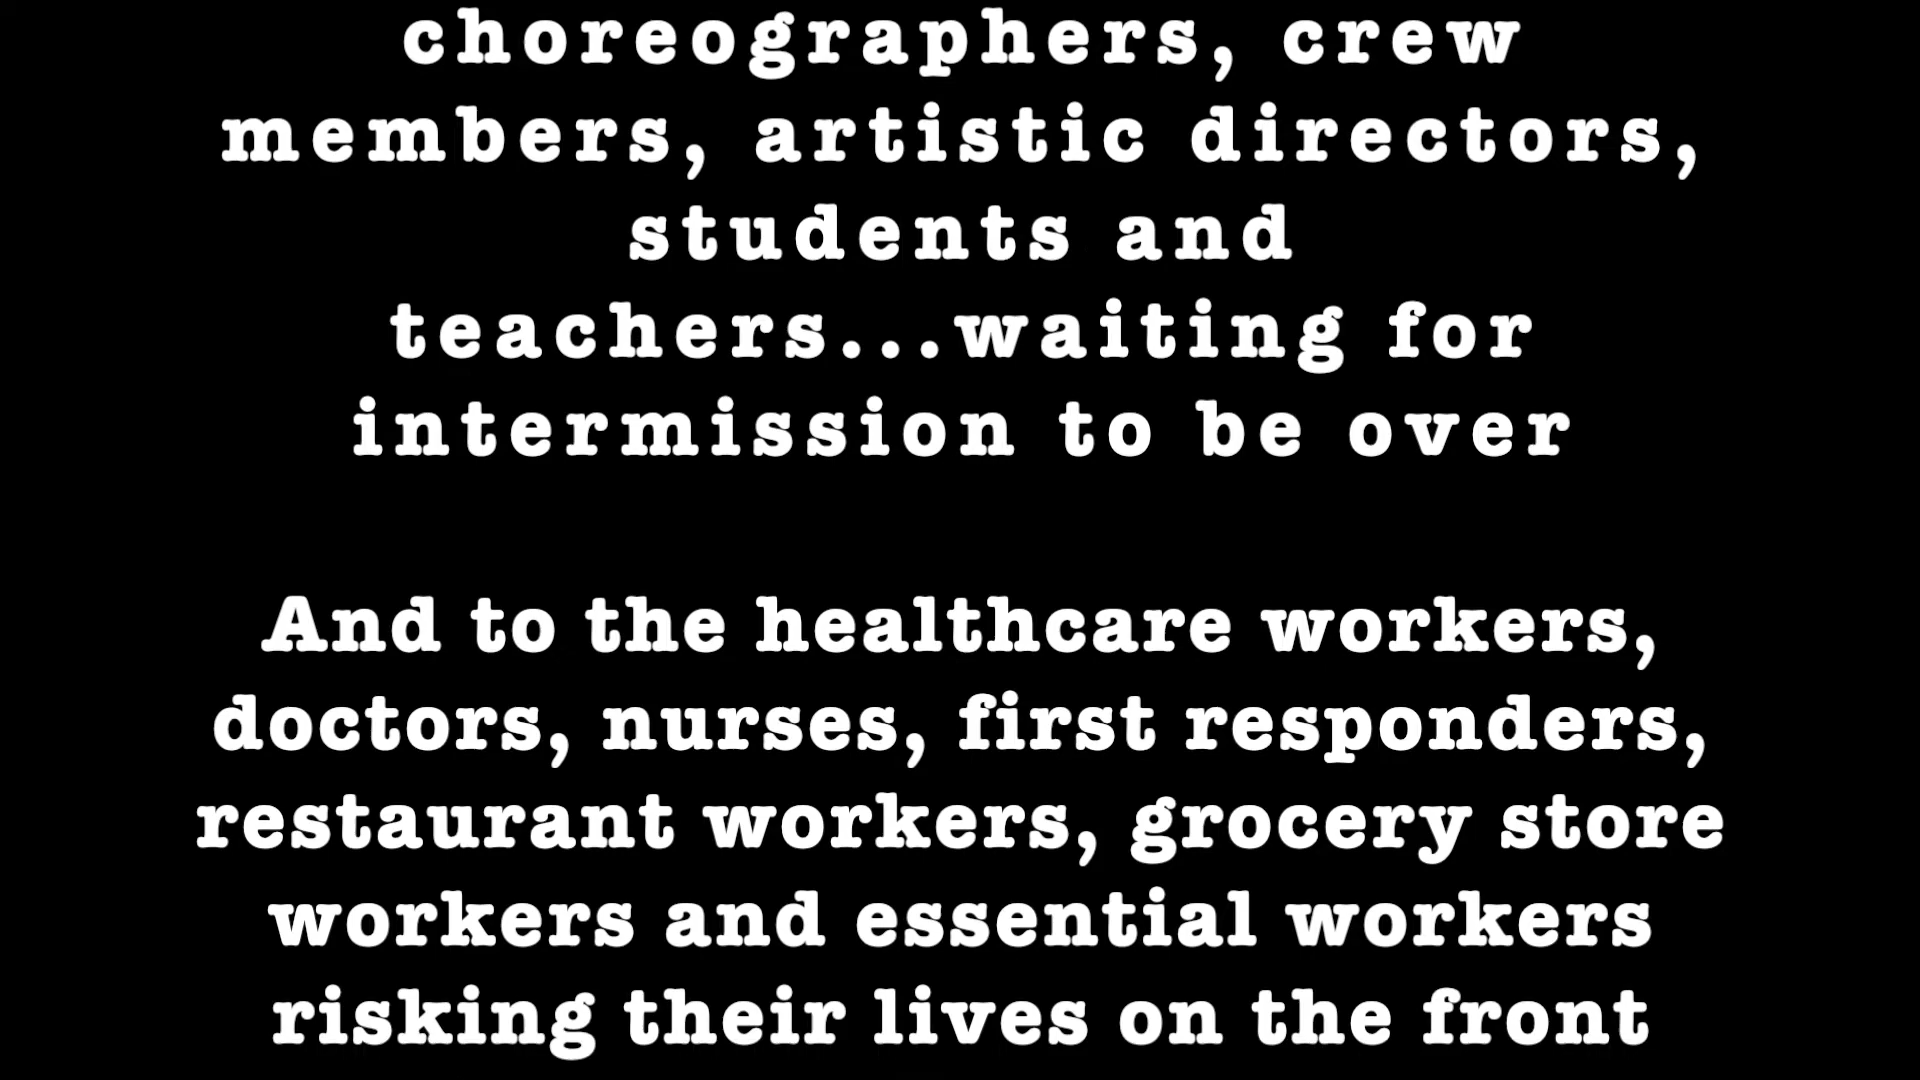 choreographers, crew
members, artistic directors,
students and
teachers...waiting for
intermission to be over
And to the healthcare workers,
doctors, nurses, first responders,
restaurant workers, grocery store
workers and essential workers
risking their lives on the front